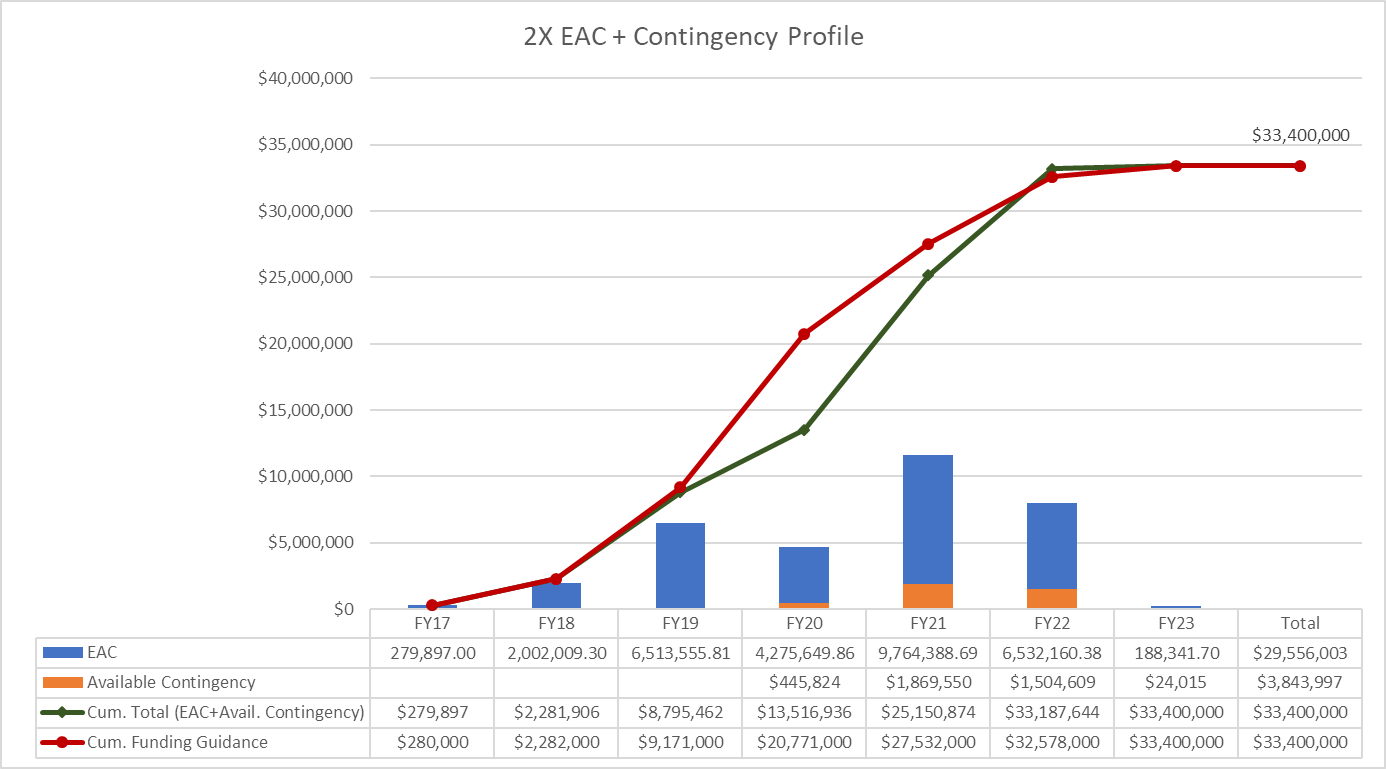 2X EAC + Contingency Profile
$40,000,000
$33,400,000
$35,000,000
$30,000,000
$25,000,000
$20,000,000
$15,000,000
$10,000,000
$5,000,000
$0
FY17 FY18 FY19 FY20 FY21 FY22 FY23 Total
EAC 279,897.00 2,002,009.30 6,513,555.81 4,275,649.86 9,764,388.69 6,532,160.38 188,341.70 $29,556,003
Available Contingency $445,824 $1,869,550 $1,504,609 $24,015 $3,843,997
Cum. Total (EAC+Avail. Contingency) $279,897 $2,281,906 $8,795,462 $13,516,936 $25,150,874 $33,187,644 $33,400,000 $33,400,000
Cum. Funding Guidance $280,000 $2,282,000 $9,171,000 $20,771,000 $27,532,000 $32,578,000 $33,400,000 $33,400,000